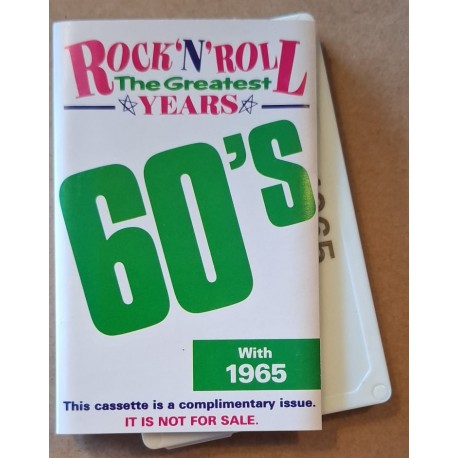 ROCK 'N' ROLL
The Greatest
YEARS
60's
With
1965
This cassette is a complimentary issue.
IT IS NOT FOR SALE.
1965